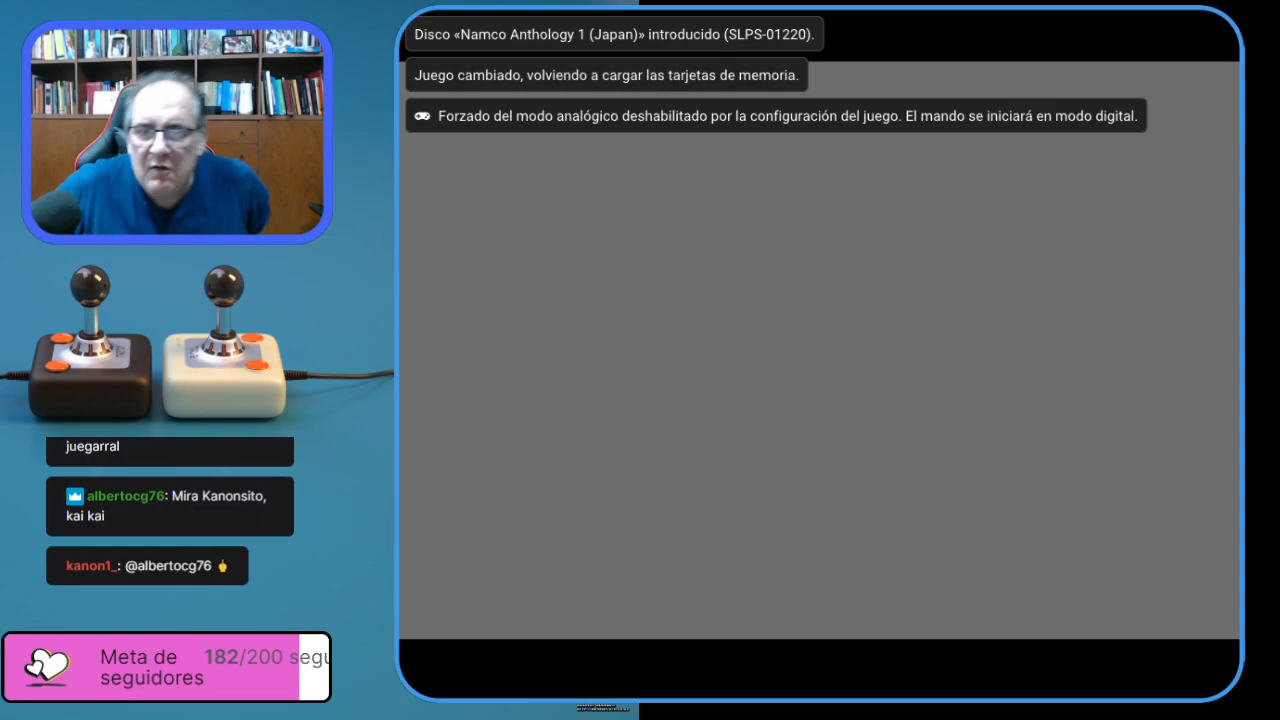 Disco «Namco Anthology 1 (Japan)» introducido (SLPS-01220).
Juego cambiado, volviendo a cargar las tarjetas de memoria.
Forzado del modo analógico deshabilitado por la configuración del juego. El mando se iniciará en modo digital.
juegarral
albertocg76: Mira Kanonsito,
kai kai
kanon1_: @albertocg76 🖕
Meta de
seguidores
182/200 segu